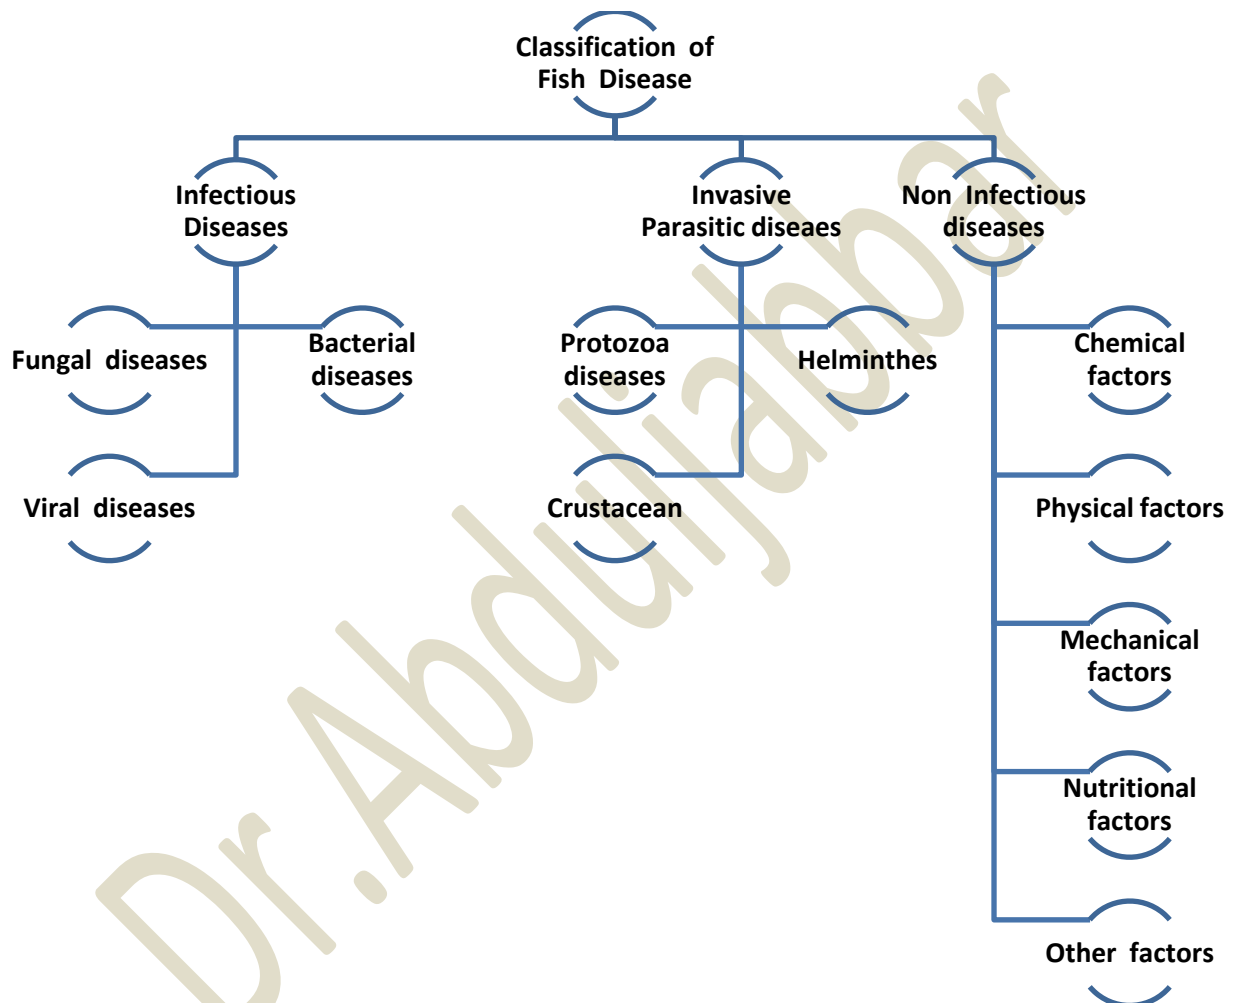 Classification of
Fish Disease
Infectious
Diseases
Invasive
Parasitic diseaes
Non Infectious
diseases
Fungal diseases
Bacterial
diseases
Protozoa
diseases
Helminthes
Chemical
factors
Viral diseases
Crustacean
Physical factors
Mechanical
factors
Nutritional
factors
Other factors
Dr.Abduljabbar